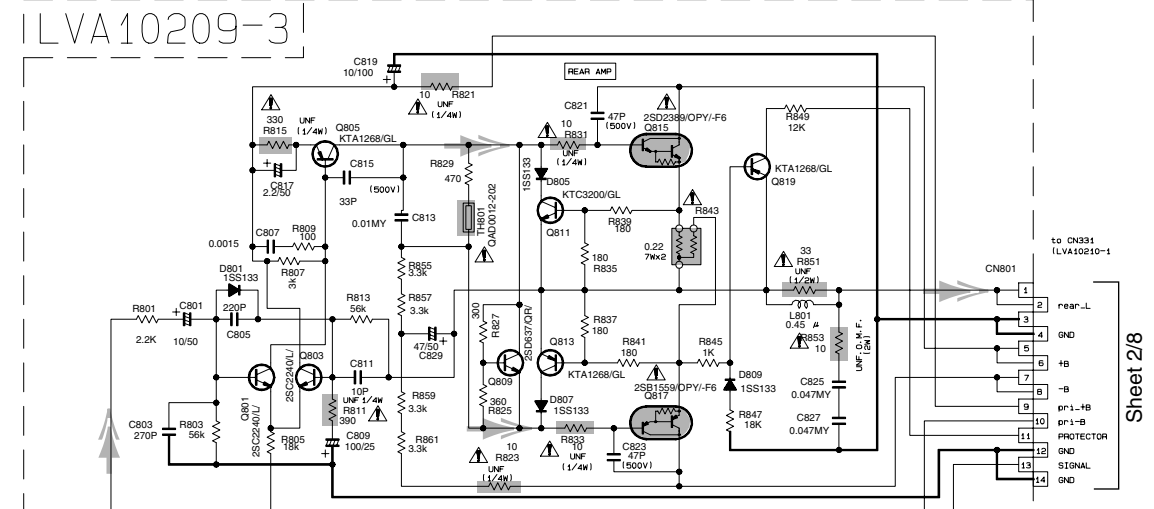 LVA10209-3
C819
10/100
+
10
R821
UNF
(1/4W)
REAR AMP
C821
47P
(500V)
2SD2389/OPY/-F6
Q815
R849
12K
330
R815
UNF
(1/4W)
Q805
KTA1268/GL
10
R831
UNF
(1/4W)
R829
470
1SS133
D805
KTA1268/GL
Q819
+
C817
2.2/50
C815
(500V)
33P
0.01MY
C813
TH801
QAD0012-202
KTC3200/GL
Q811
R839
180
R843
0.22
7Wx2
0.0015
C807
R809
100
R807
3k
180
R835
33
R851
UNF
(1/2W)
to CN331
(LVA10210-1
CN801
D801
1SS133
R855
3.3k
R857
3.3k
R801
2.2K
C801
+
10/50
220P
C805
R813
56k
300
R827
2SD637/QR/
R837
180
L801
0.45 μ
R853
10
UNF.O.M.F.
(2W)
47/50
C829
+
Q803
2SC2240/L/
C811
10P
Q813
KTA1268/GL
R841
180
R845
1K
Q809
360
R825
D807
1SS133
2SB1559/OPY/-F6
Q817
D809
1SS133
C825
0.047MY
Q801
2SC2240/L/
UNF 1/4W
R811
390
R859
3.3k
R847
18K
C827
0.047MY
C803
270P
R803
56k
R805
18k
C809
100/25
+
R861
3.3k
10
R823
UNF
(1/4W)
R833
10
UNF
(1/4W)
C823
47P
(500V)
1
2 rear_L
3
4 GND
5
6 +B
7
8 -B
9 pri-+B
10 pri-B
11 PROTECTOR
12 GND
13 SIGNAL
14 GND
Sheet 2/8